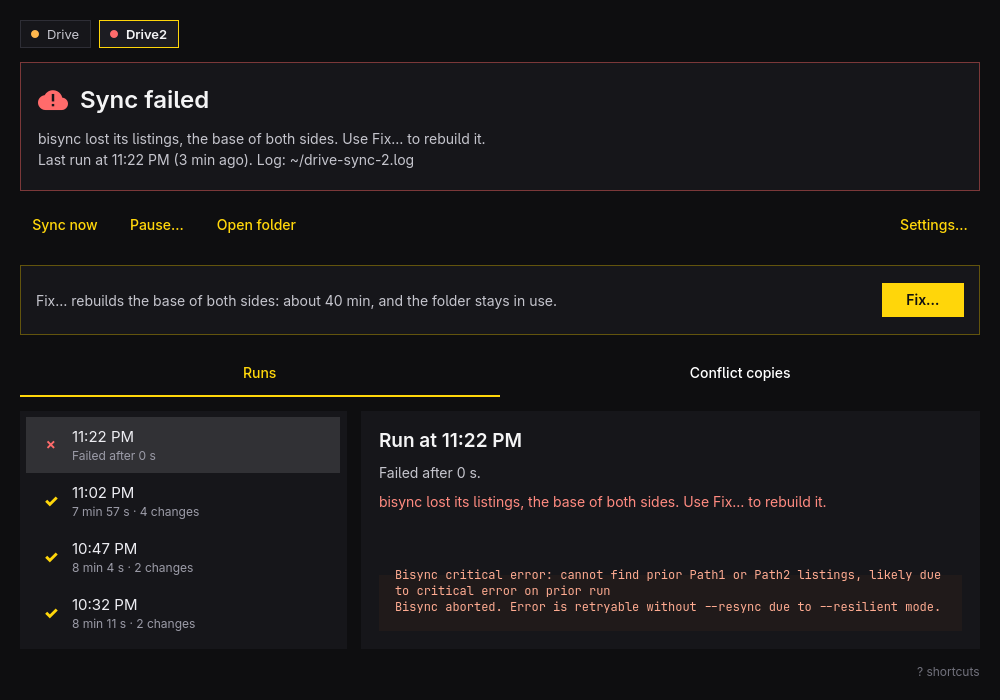 Drive
Drive2
Sync failed
bisync lost its listings, the base of both sides. Use Fix... to rebuild it.
Last run at 11:22 PM (3 min ago). Log: ~/drive-sync-2.log
Sync now
Pause...
Open folder
Settings...
Fix... rebuilds the base of both sides: about 40 min, and the folder stays in use.
Fix...
Runs
Conflict copies
11:22 PM
Failed after 0 s
11:02 PM
7 min 57 s · 4 changes
10:47 PM
8 min 4 s · 2 changes
10:32 PM
8 min 11 s · 2 changes
Run at 11:22 PM
Failed after 0 s.
bisync lost its listings, the base of both sides. Use Fix... to rebuild it.
Bisync critical error: cannot find prior Path1 or Path2 listings, likely due
to critical error on prior run
Bisync aborted. Error is retryable without --resync due to --resilient mode.
? shortcuts